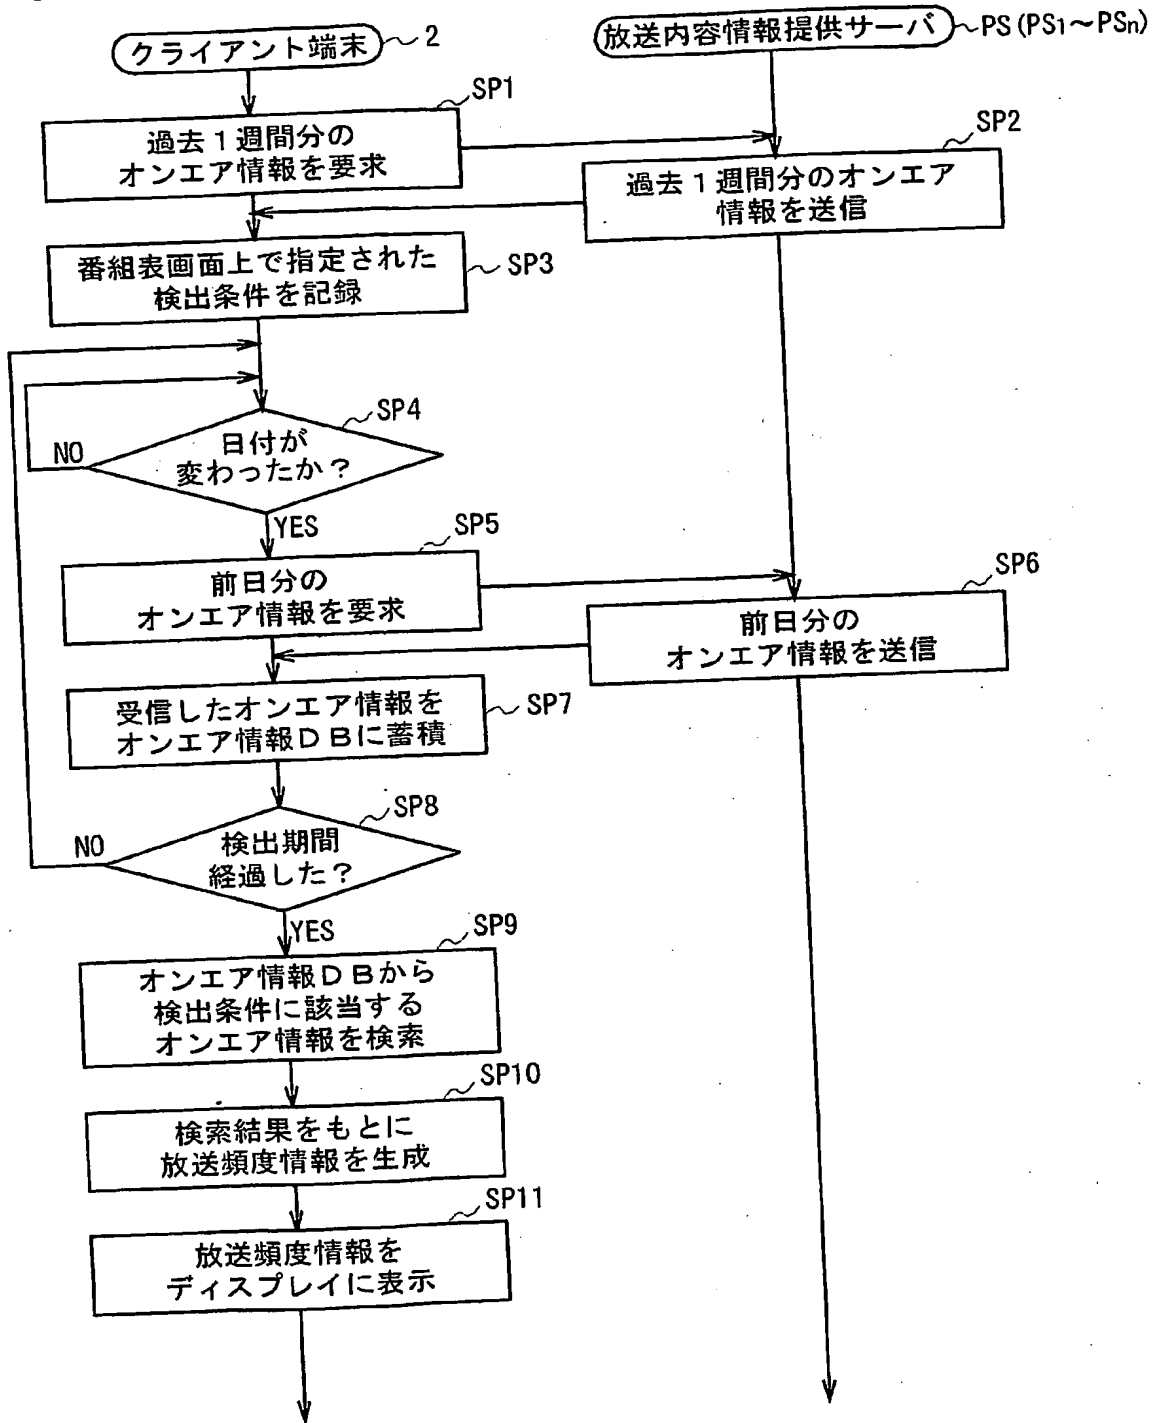 クライアント端末
2
放送内容情報提供サーバ
PS(PS1～PSn)
SP1
過去1週間分の
オンエア情報を要求
SP2
過去1週間分のオンエア
情報を送信
番組表画面上で指定された
検出条件を記録
SP3
SP4
日付が
変わったか?
NO
YES
SP5
前日分の
オンエア情報を要求
SP6
前日分の
オンエア情報を送信
受信したオンエア情報を
オンエア情報DBに蓄積
SP7
SP8
検出期間
経過した?
NO
YES
SP9
オンエア情報DBから
検出条件に該当する
オンエア情報を検索
SP10
検索結果をもとに
放送頻度情報を生成
SP11
放送頻度情報を
ディスプレイに表示